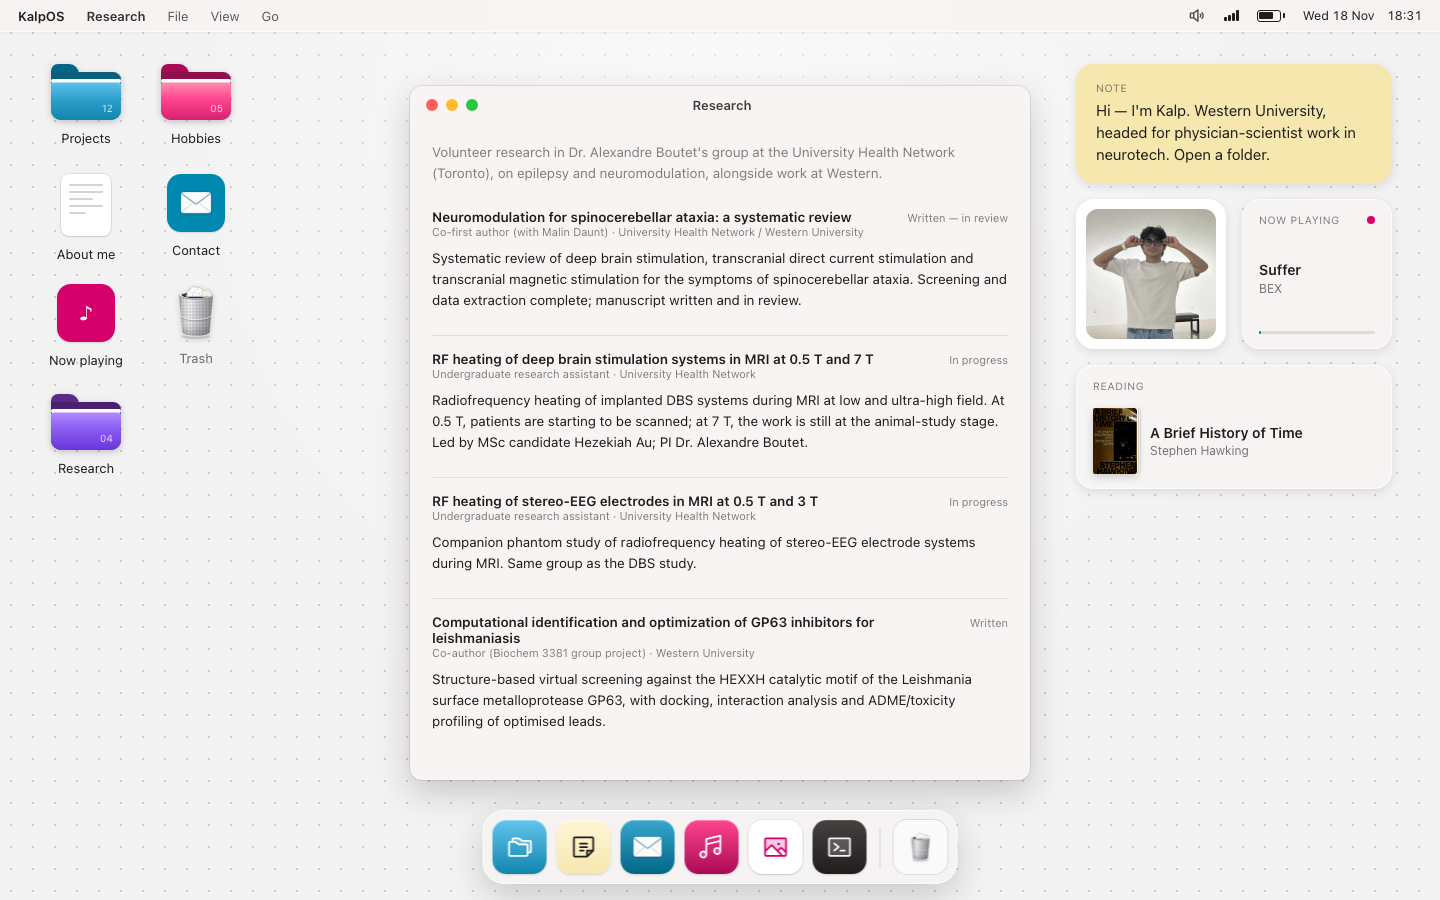 KalpOS Research File View Go
Wed 18 Nov 18:31
12
Projects
05
Hobbies
About me
Contact
Now playing
Trash
04
Research
Research
Volunteer research in Dr. Alexandre Boutet's group at the University Health Network
(Toronto), on epilepsy and neuromodulation, alongside work at Western.
Neuromodulation for spinocerebellar ataxia: a systematic review
Written — in review
Co-first author (with Malin Daunt) · University Health Network / Western University
Systematic review of deep brain stimulation, transcranial direct current stimulation and
transcranial magnetic stimulation for the symptoms of spinocerebellar ataxia. Screening and
data extraction complete; manuscript written and in review.
RF heating of deep brain stimulation systems in MRI at 0.5 T and 7 T
In progress
Undergraduate research assistant · University Health Network
Radiofrequency heating of implanted DBS systems during MRI at low and ultra-high field. At
0.5 T, patients are starting to be scanned; at 7 T, the work is still at the animal-study stage.
Led by MSc candidate Hezekiah Au; PI Dr. Alexandre Boutet.
RF heating of stereo-EEG electrodes in MRI at 0.5 T and 3 T
In progress
Undergraduate research assistant · University Health Network
Companion phantom study of radiofrequency heating of stereo-EEG electrode systems
during MRI. Same group as the DBS study.
Computational identification and optimization of GP63 inhibitors for
leishmaniasis
Written
Co-author (Biochem 3381 group project) · Western University
Structure-based virtual screening against the HEXXH catalytic motif of the Leishmania
surface metalloprotease GP63, with docking, interaction analysis and ADME/toxicity
profiling of optimised leads.
NOTE
Hi — I'm Kalp. Western University,
headed for physician-scientist work in
neurotech. Open a folder.
NOW PLAYING
Suffer
BEX
READING
A BRIEF
HISTORY OF
TIME
STEPHEN
HAWKING
A Brief History of Time
Stephen Hawking